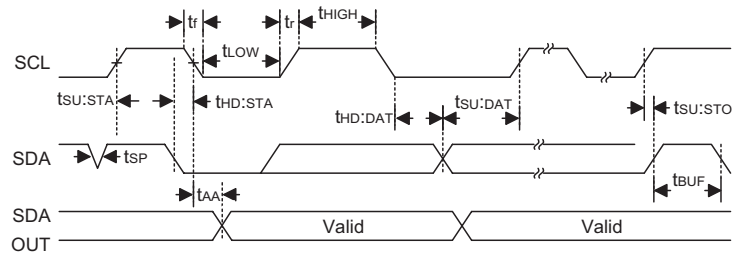 tf
tr
tHIGH
SCL
tLOW
tSU:STA
tHD:STA
tHD:DAT
tSU:DAT
tSU:STO
SDA
tSP
tBUF
tAA
SDA
OUT
Valid
Valid